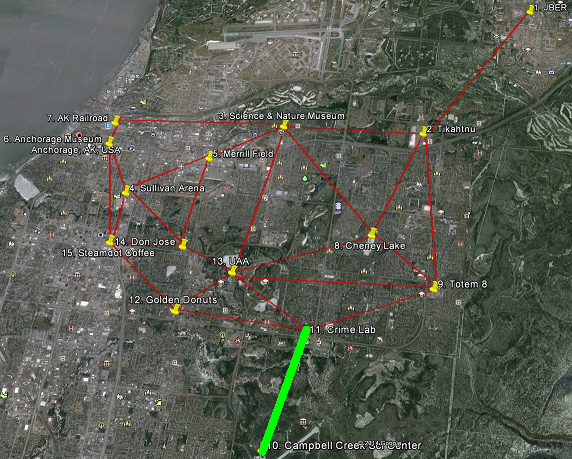 1. JBER
7. AK Railroad
3. Science & Nature Museum
2. Tikahtnu
6. Anchorage Museum
Anchorage, AK, USA
5. Merrill Field
4. Sullivan Arena
14. Don Jose
8. Cheney Lake
15. Steamdot Coffee
13. UAA
9. Totem 8
12. Golden Donuts
11. Crime Lab
10. Campbell Creek Sci Center